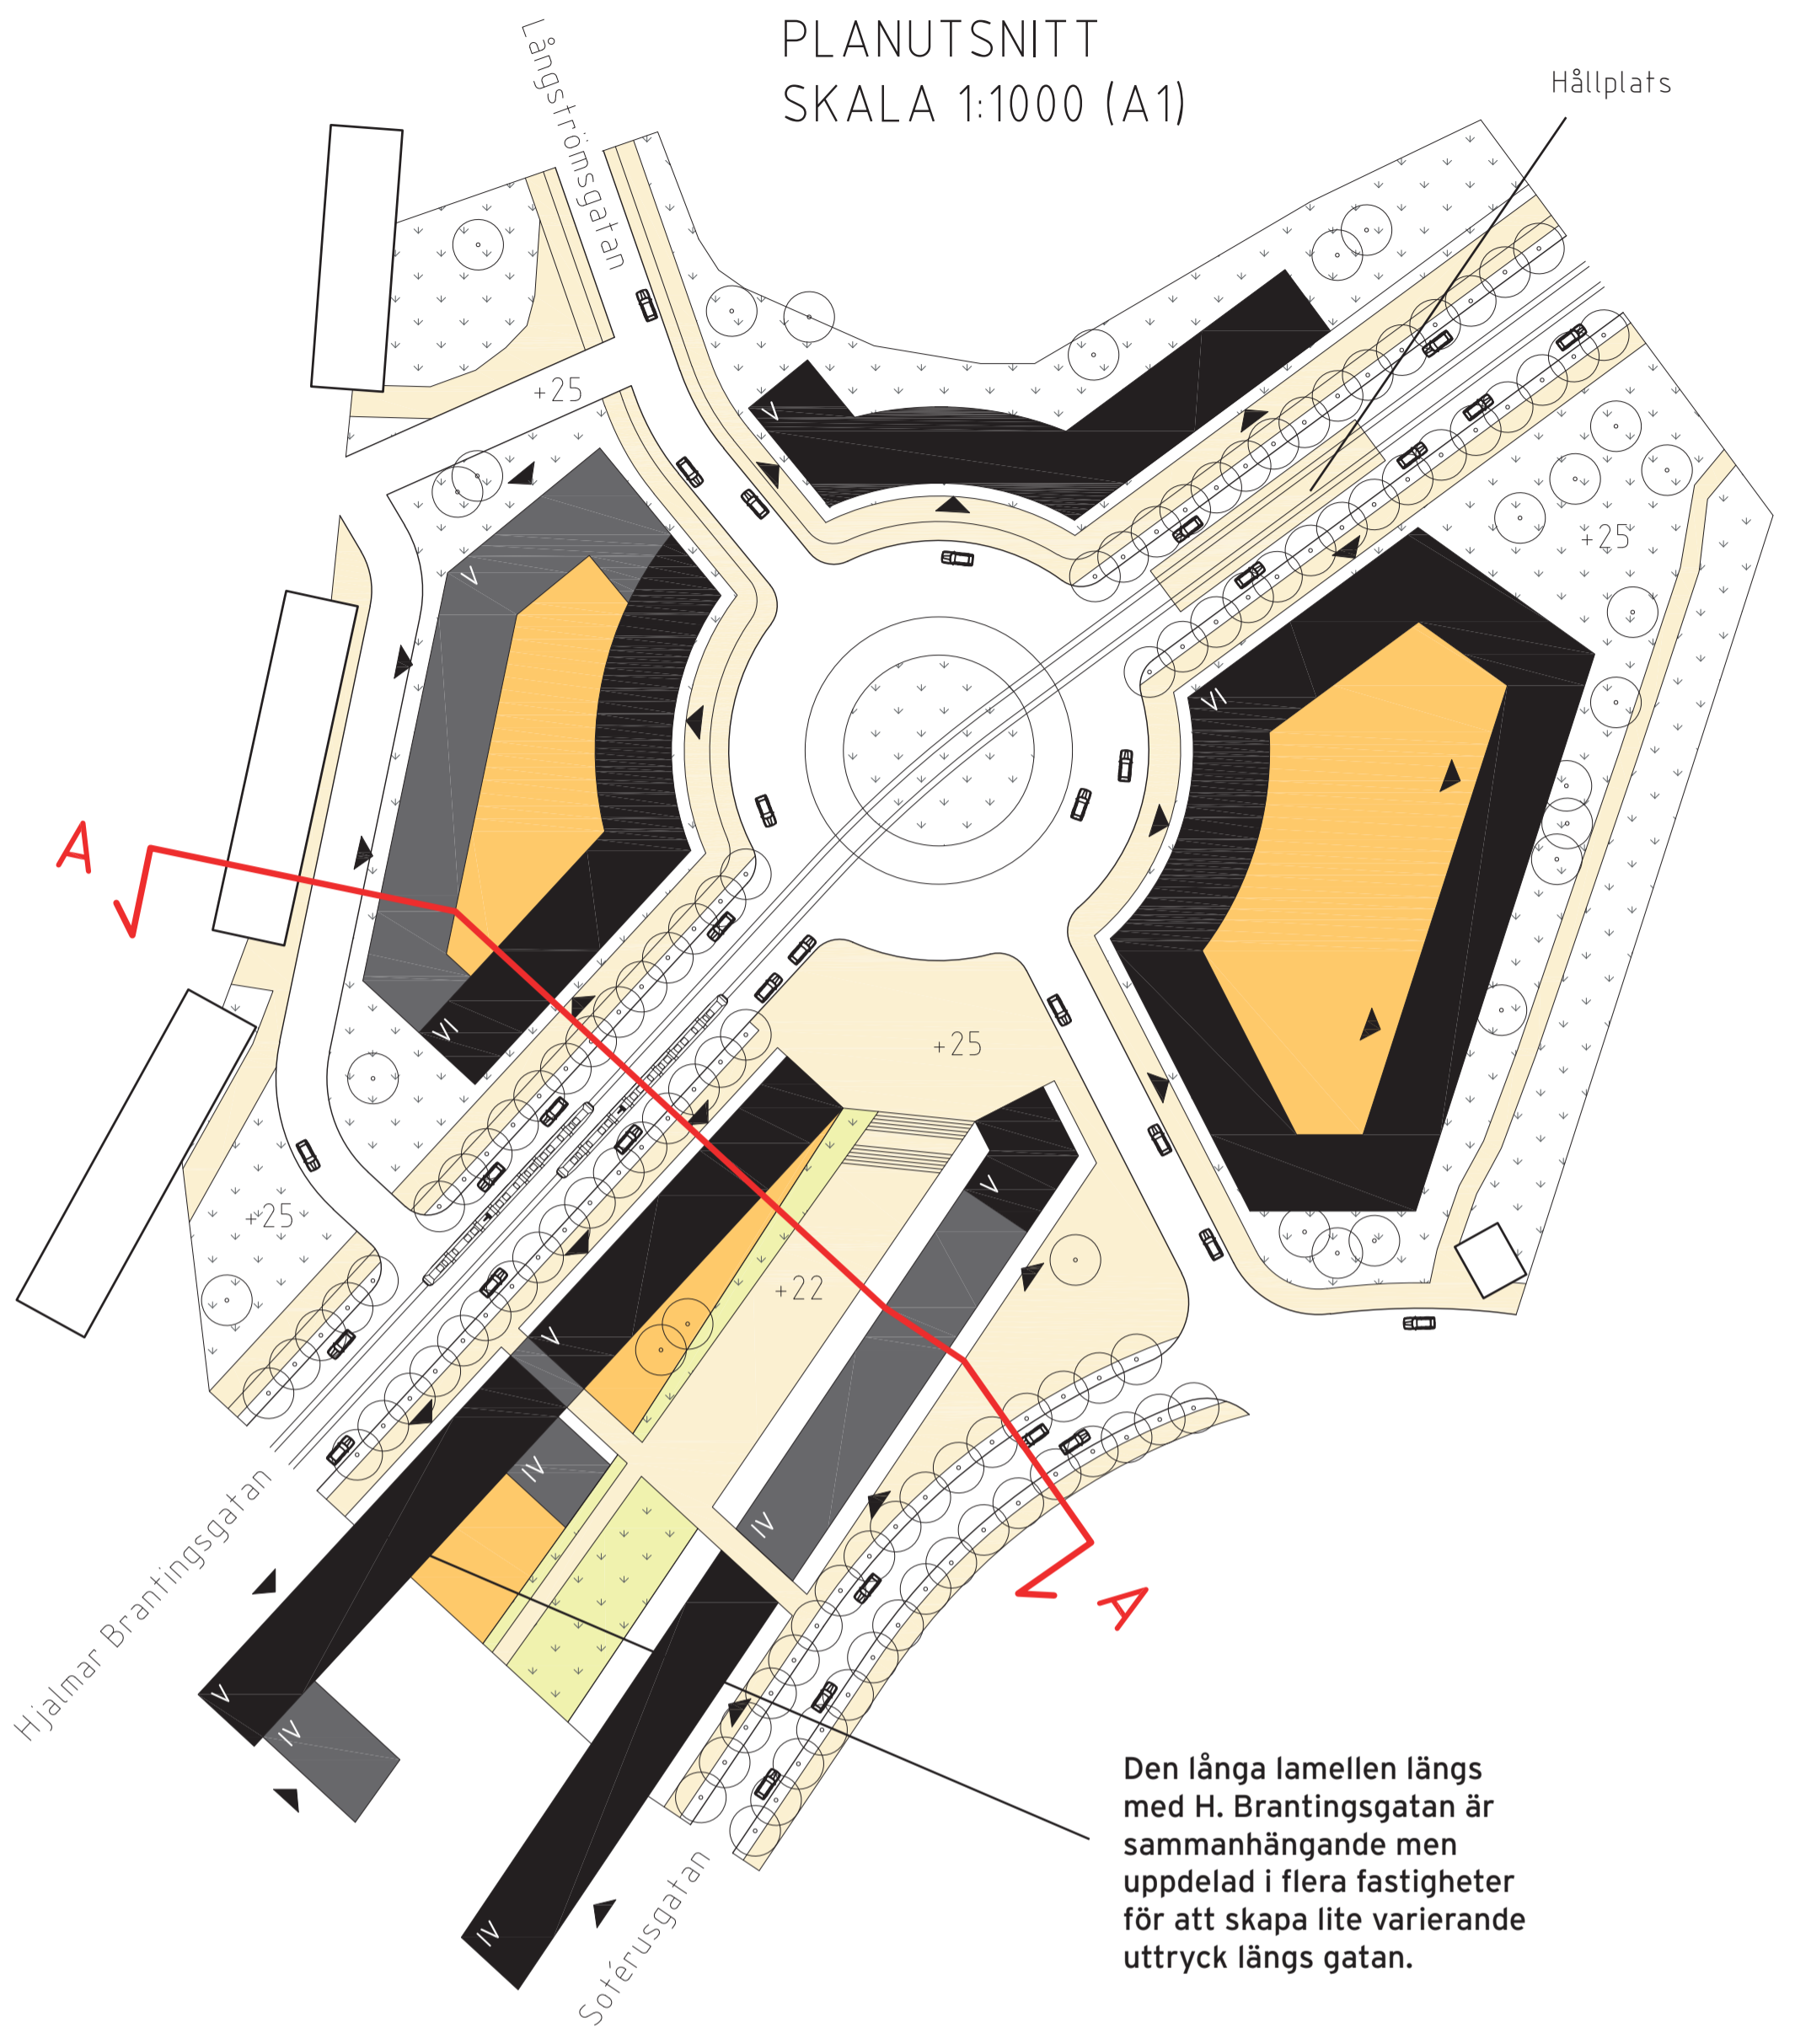 PLANUTSNITT
SKALA 1:1000 (A1)
Hållplats
Långströmsgatan
+25
V
V
+25
VI
A
VI
+25
V
+25
+22
V
IV
IV
A
Hjalmar Brantingsgatan
V
IV
IV
Sotérusgatan
Den långa lamellen längs
med H. Brantingsgatan är
sammanhängande men
uppdelad i flera fastigheter
för att skapa lite varierande
uttryck längs gatan.